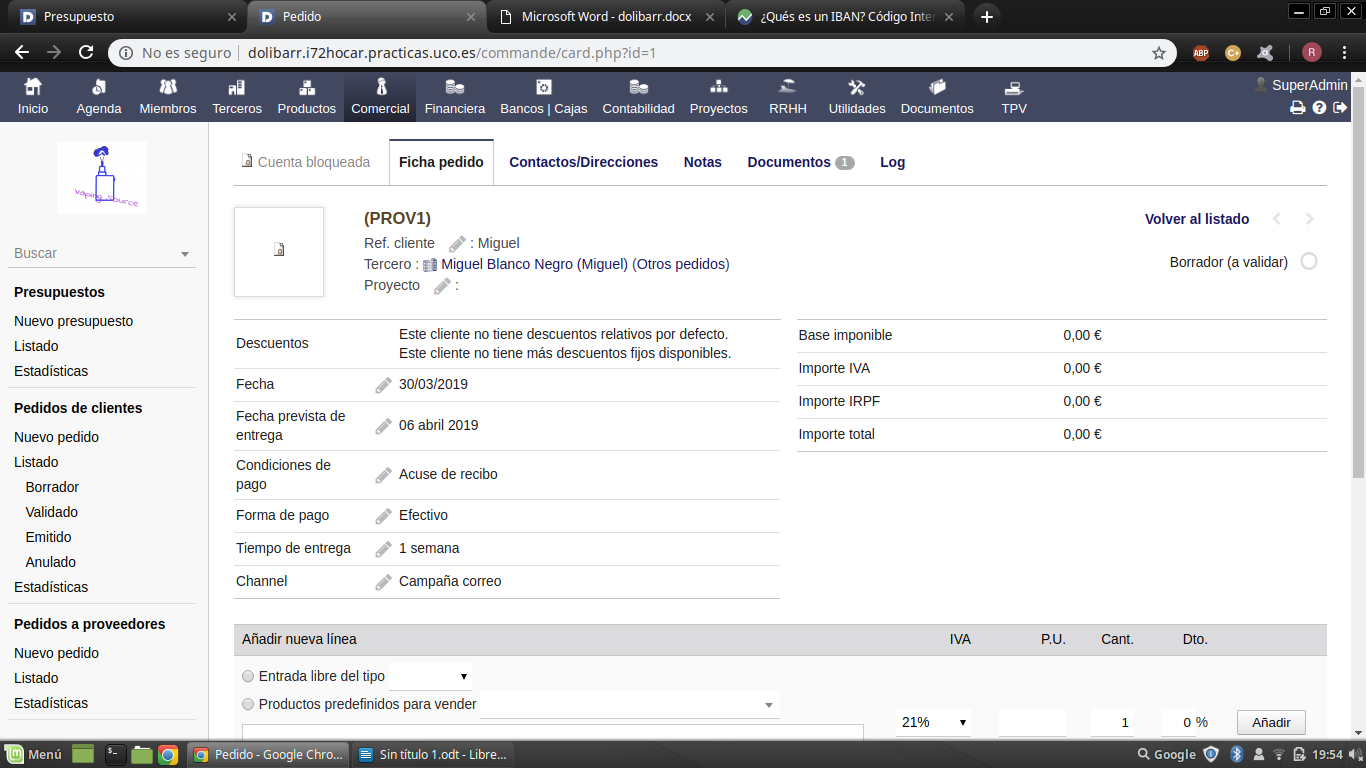 Presupuesto
Pedido
Microsoft Word - dolibarr.docx
¿Qués es un IBAN? Código Inter
No es seguro | dolibarr.i72hocar.practicas.uco.es/commande/card.php?id=1
ABP
C+
R
Inicio
Agenda
Miembros
Terceros
Productos
Comercial
Financiera
Bancos | Cajas
Contabilidad
Proyectos
RRHH
Utilidades
Documentos
TPV
SuperAdmin
vaping source
Buscar
Presupuestos
Nuevo presupuesto
Listado
Estadísticas
Pedidos de clientes
Nuevo pedido
Listado
Borrador
Validado
Emitido
Anulado
Estadísticas
Pedidos a proveedores
Nuevo pedido
Listado
Estadísticas
Cuenta bloqueada
Ficha pedido
Contactos/Direcciones
Notas
Documentos 1
Log
(PROV1)
Ref. cliente : Miguel
Tercero : Miguel Blanco Negro (Miguel) (Otros pedidos)
Proyecto :
Volver al listado
Borrador (a validar)
Descuentos Este cliente no tiene descuentos relativos por defecto.
Este cliente no tiene más descuentos fijos disponibles.
Fecha 30/03/2019
Fecha prevista de
entrega 06 abril 2019
Condiciones de
pago Acuse de recibo
Forma de pago Efectivo
Tiempo de entrega 1 semana
Channel Campaña correo
Base imponible 0,00 €
Importe IVA 0,00 €
Importe IRPF 0,00 €
Importe total 0,00 €
Añadir nueva línea IVA P.U. Cant. Dto.
Entrada libre del tipo
Productos predefinidos para vender
21% 1 0 % Añadir
Menú
Pedido - Google Chro...
Sin título 1.odt - Libre...
Google
19:54